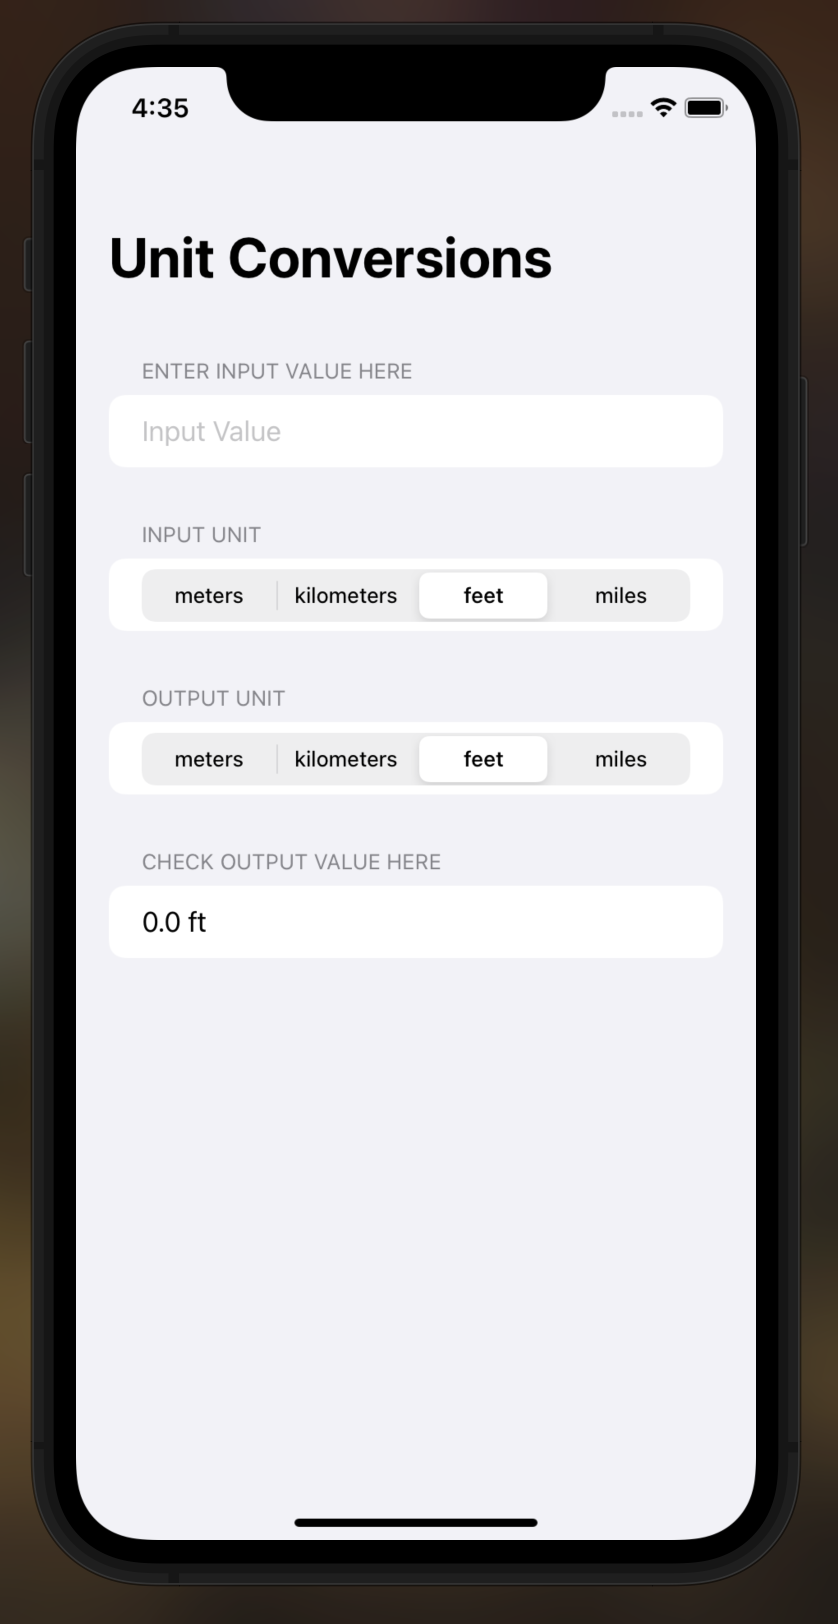 4:35
Unit Conversions
ENTER INPUT VALUE HERE
Input Value
INPUT UNIT
meters kilometers feet miles
OUTPUT UNIT
meters kilometers feet miles
CHECK OUTPUT VALUE HERE
0.0 ft